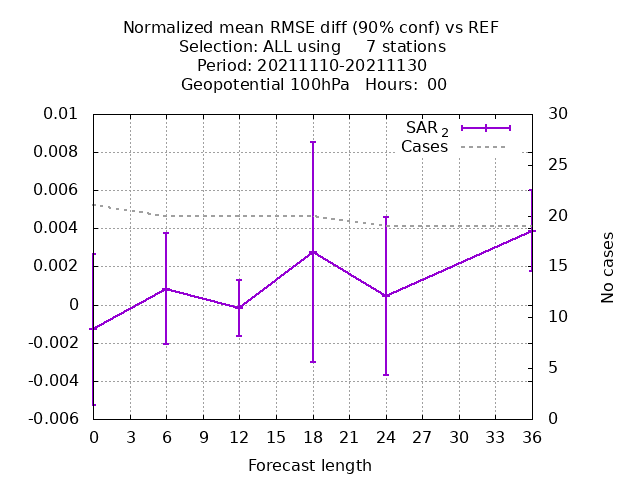 Normalized mean RMSE diff (90% conf) vs REF
Selection: ALL using     7 stations
Period: 20211110-20211130
Geopotential 100hPa   Hours:  00
0.01
0.008
0.006
0.004
0.002
0
-0.002
-0.004
-0.006
SAR 2
Cases
30
25
20
15
10
5
0
No cases
0 3 6 9 12 15 18 21 24 27 30 33 36
Forecast length